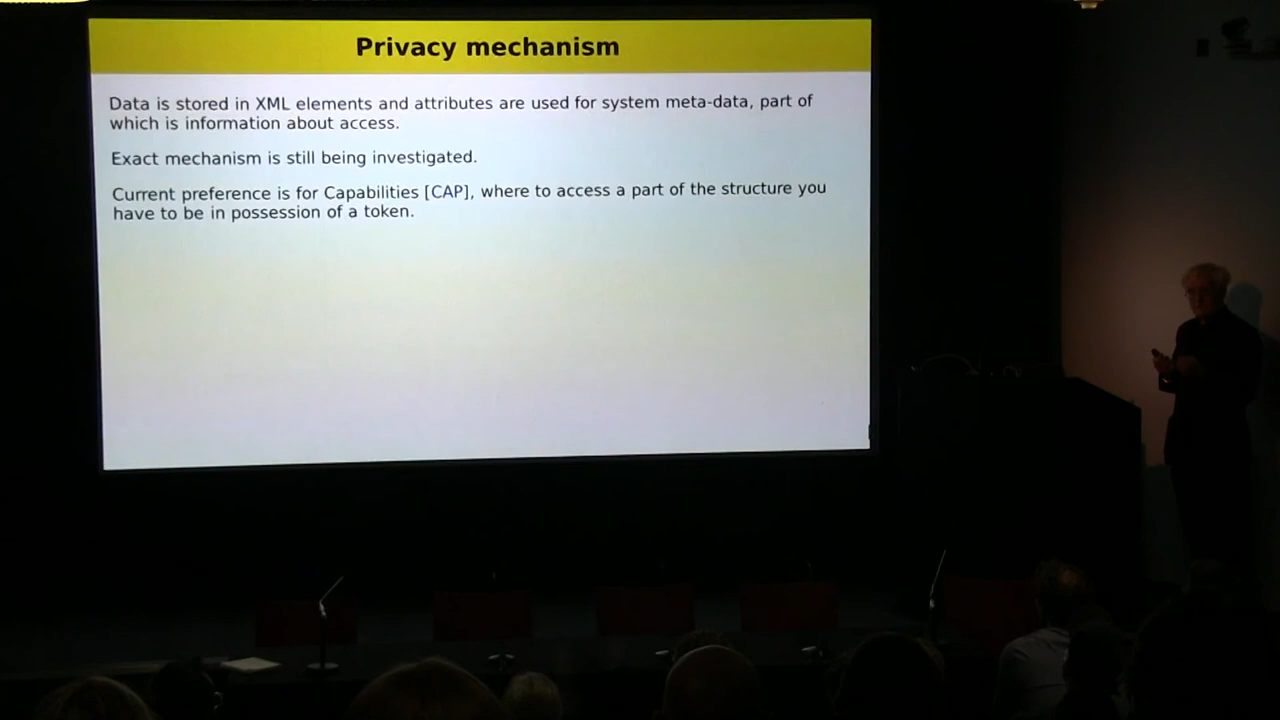 Privacy mechanism
Data is stored in XML elements and attributes are used for system meta-data, part of
which is information about access.
Exact mechanism is still being investigated.
Current preference is for Capabilities [CAP], where to access a part of the structure you
have to be in possession of a token.